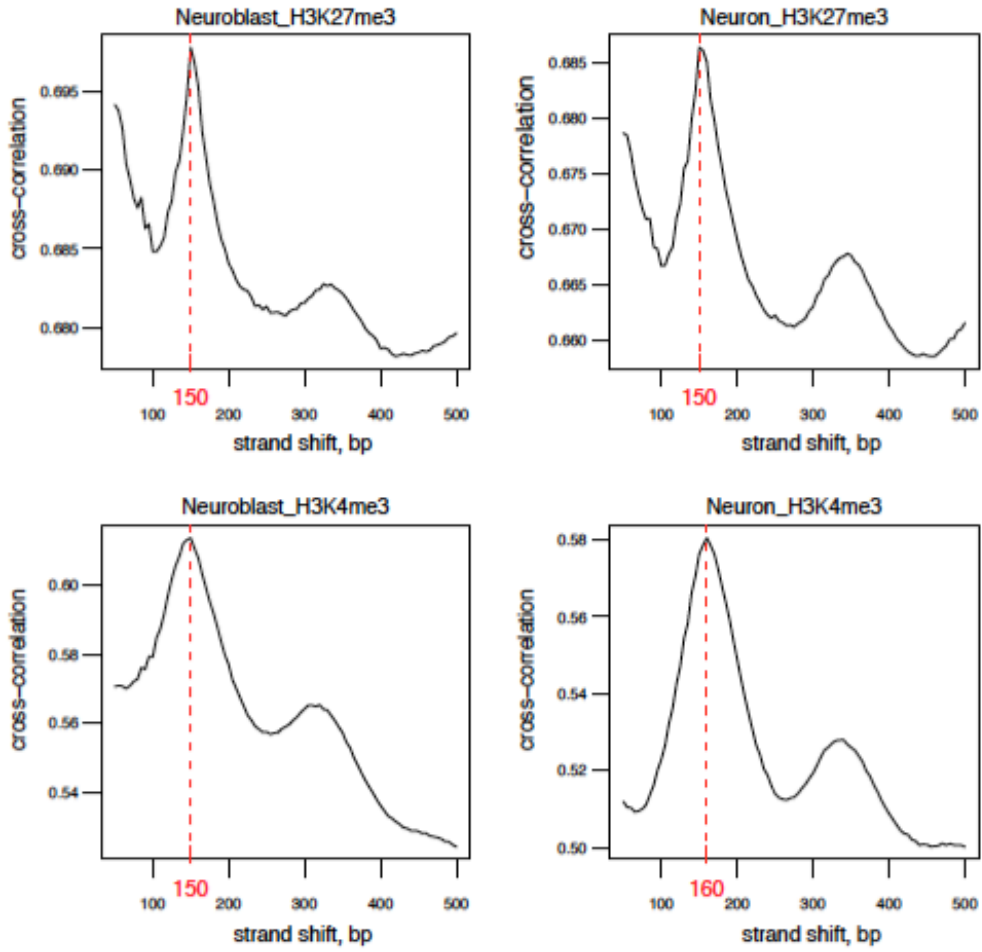 Neuroblast_H3K27me3
cross-correlation
0.695
0.690
0.685
0.680
100 200 300 400 500
150
strand shift, bp
Neuron_H3K27me3
cross-correlation
0.685
0.680
0.675
0.670
0.665
0.660
100 200 300 400 500
150
strand shift, bp
Neuroblast_H3K4me3
cross-correlation
0.60
0.58
0.56
0.54
100 200 300 400 500
150
strand shift, bp
Neuron_H3K4me3
cross-correlation
0.58
0.56
0.54
0.52
0.50
100 200 300 400 500
160
strand shift, bp